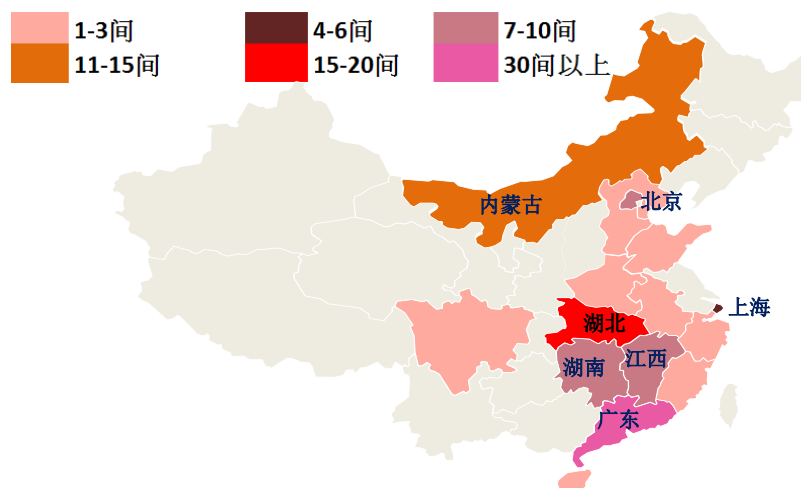 1-3间
4-6间
7-10间
11-15间
15-20间
30间以上
内蒙古
北京
上海
湖北
湖南
江西
广东